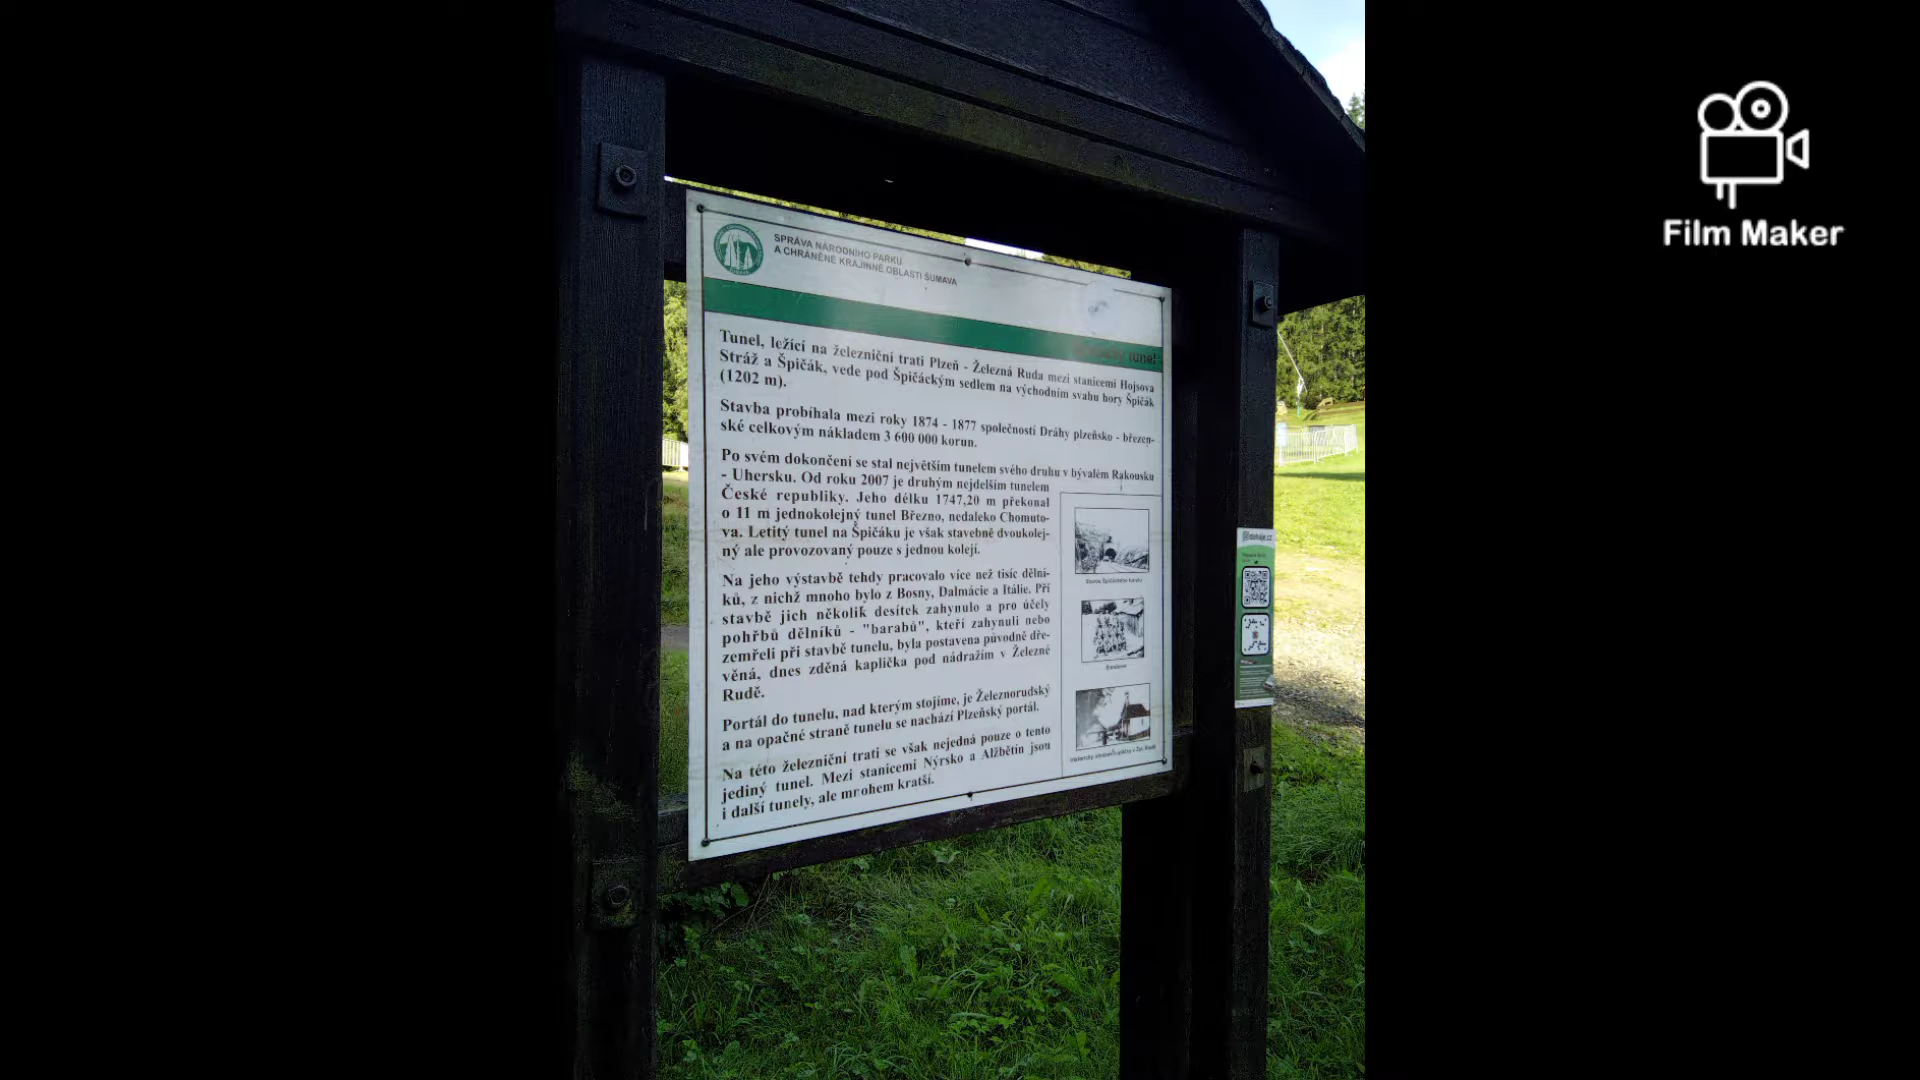 Film Maker
SPRÁVA NÁRODNÍHO PARKU
A CHRÁNĚNÉ KRAJINNÉ OBLASTI ŠUMAVA
tunel
Tunel, ležící na železniční trati Plzeň - Železná Ruda mezi stanicemi Hojsova
Stráž a Špičák, vede pod Špičáckým sedlem na východním svahu hory Špičák
(1202 m).
Stavba probíhala mezi roky 1874 - 1877 společností Dráhy plzeňsko - březen-
ské celkovým nákladem 3 600 000 korun.
Po svém dokončení se stal největším tunelem svého druhu v bývalém Rakousku
- Uhersku. Od roku 2007 je druhým nejdelším tunelem
České republiky. Jeho délku 1747,20 m překonal
o 11 m jednokolejný tunel Březno, nedaleko Chomuto-
va. Letitý tunel na Špičáku je však stavebně dvoukolej-
ný ale provozovaný pouze s jednou kolejí.
Na jeho výstavbě tehdy pracovalo více než tisíc dělní-
ků, z nichž mnoho bylo z Bosny, Dalmácie a Itálie. Při
stavbě jich několik desítek zahynulo a pro účely
pohřbů dělníků - "barabů", kteří zahynuli nebo
zemřeli při stavbě tunelu, byla postavena původně dře-
věná, dnes zděná kaplička pod nádražím v Železné
Rudě.
Portál do tunelu, nad kterým stojíme, je Železnorudský
a na opačné straně tunelu se nachází Plzeňský portál.
Na této železniční trati se však nejedná pouze o tento
jediný tunel. Mezi stanicemi Nýrsko a Alžbětín jsou
i další tunely, ale mnohem kratší.